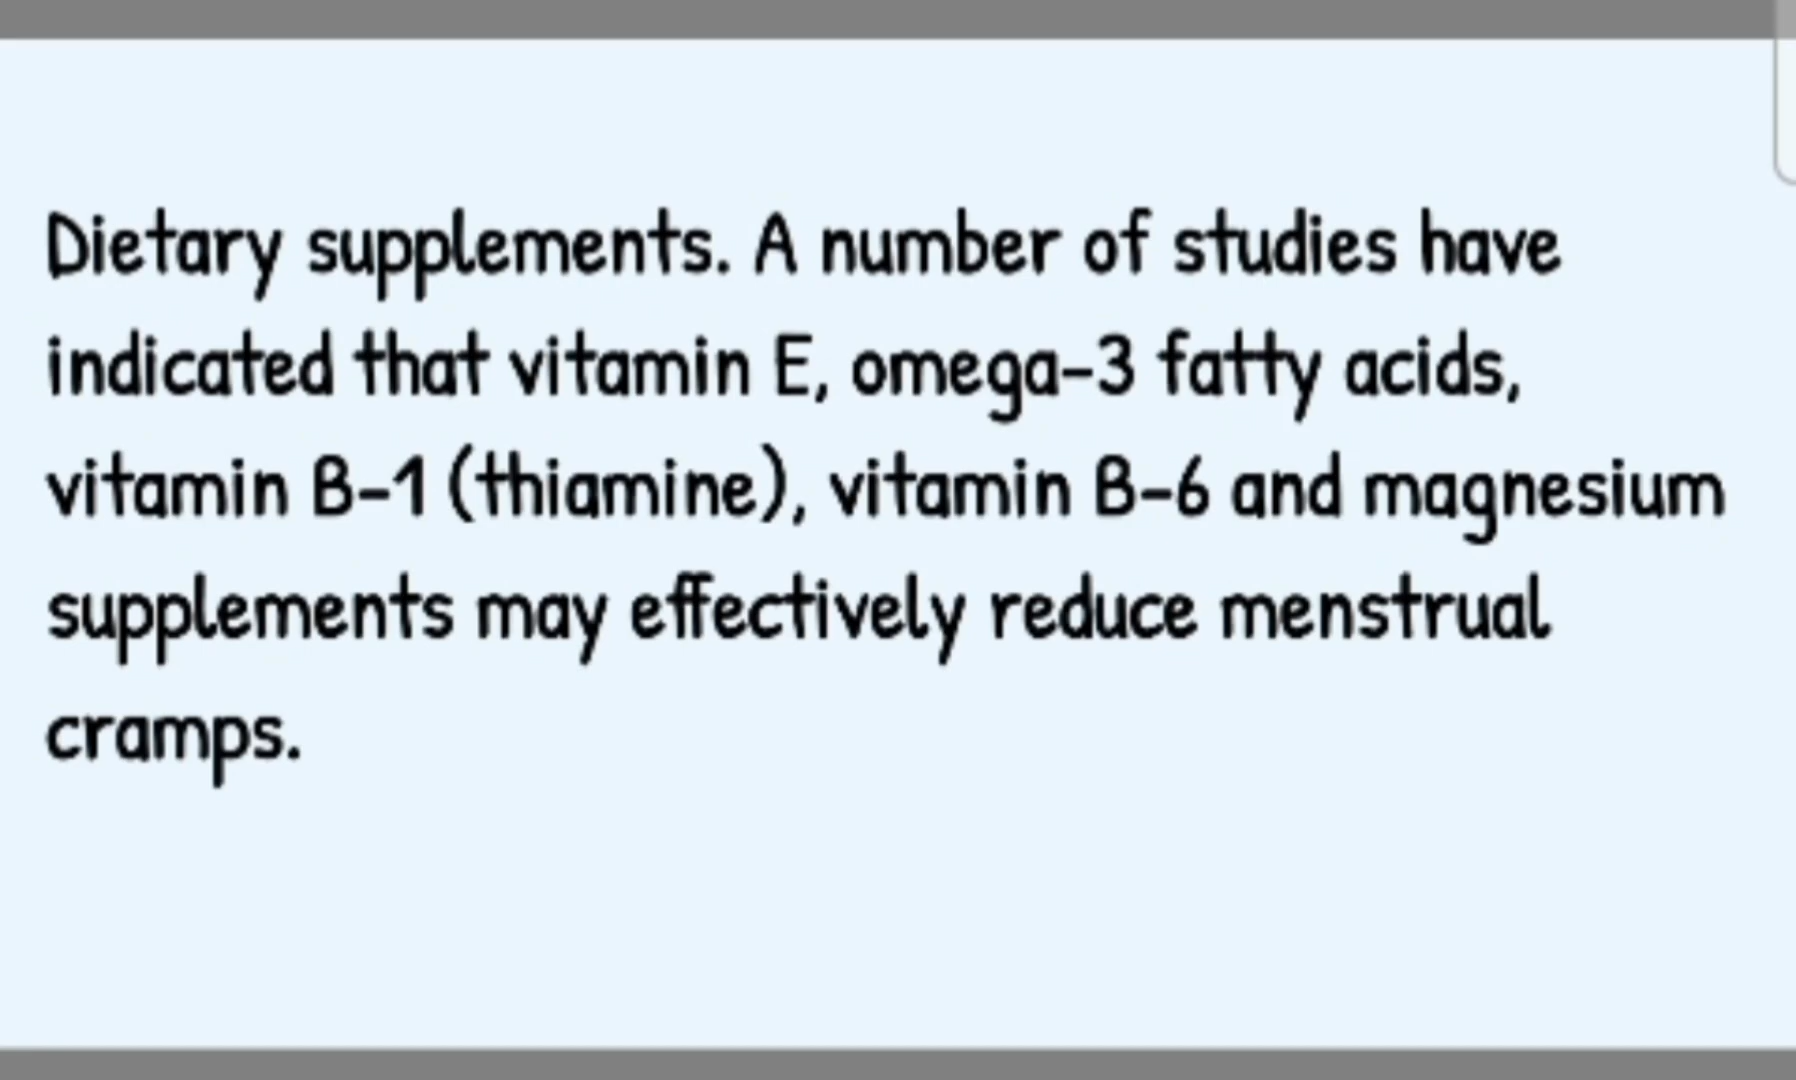 Dietary supplements. A number of studies have
indicated that vitamin E, omega-3 fatty acids,
vitamin B-1 (thiamine), vitamin B-6 and magnesium
supplements may effectively reduce menstrual
cramps.